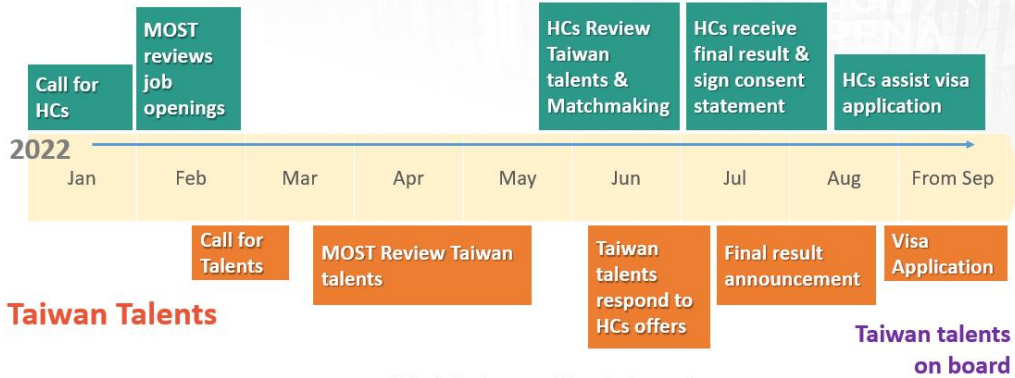 Call for
HCs
MOST
reviews
job
openings
HCs Review
Taiwan
talents &
Matchmaking
HCs receive
final result &
sign consent
statement
HCs assist visa
application
2022
Jan
Feb
Mar
Apr
May
Jun
Jul
Aug
From Sep
Call for
Talents
MOST Review Taiwan
talents
Taiwan
talents
respond to
HCs offers
Final result
announcement
Visa
Application
Taiwan Talents
Taiwan talents
on board